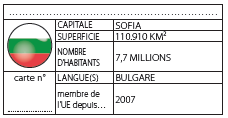 CAPITALE SOFIA
SUPERFICIE 110.910 KM²
NOMBRE D'HABITANTS 7,7 MILLIONS
carte n° LANGUE(S) BULGARE
membre de l'UE depuis... 2007